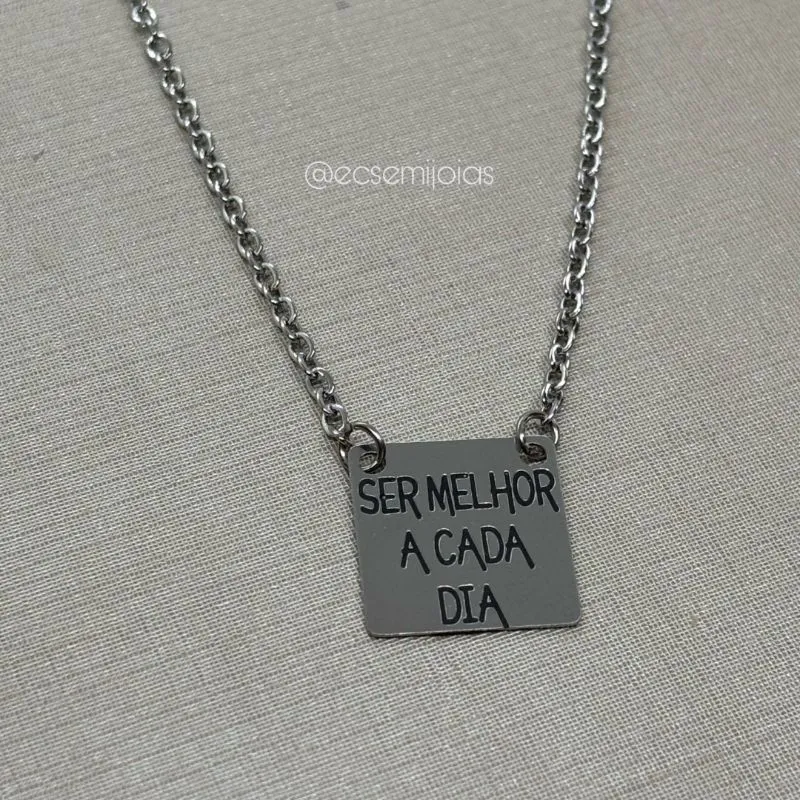 @ecsemijoias
SER MELHOR
A CADA
DIA